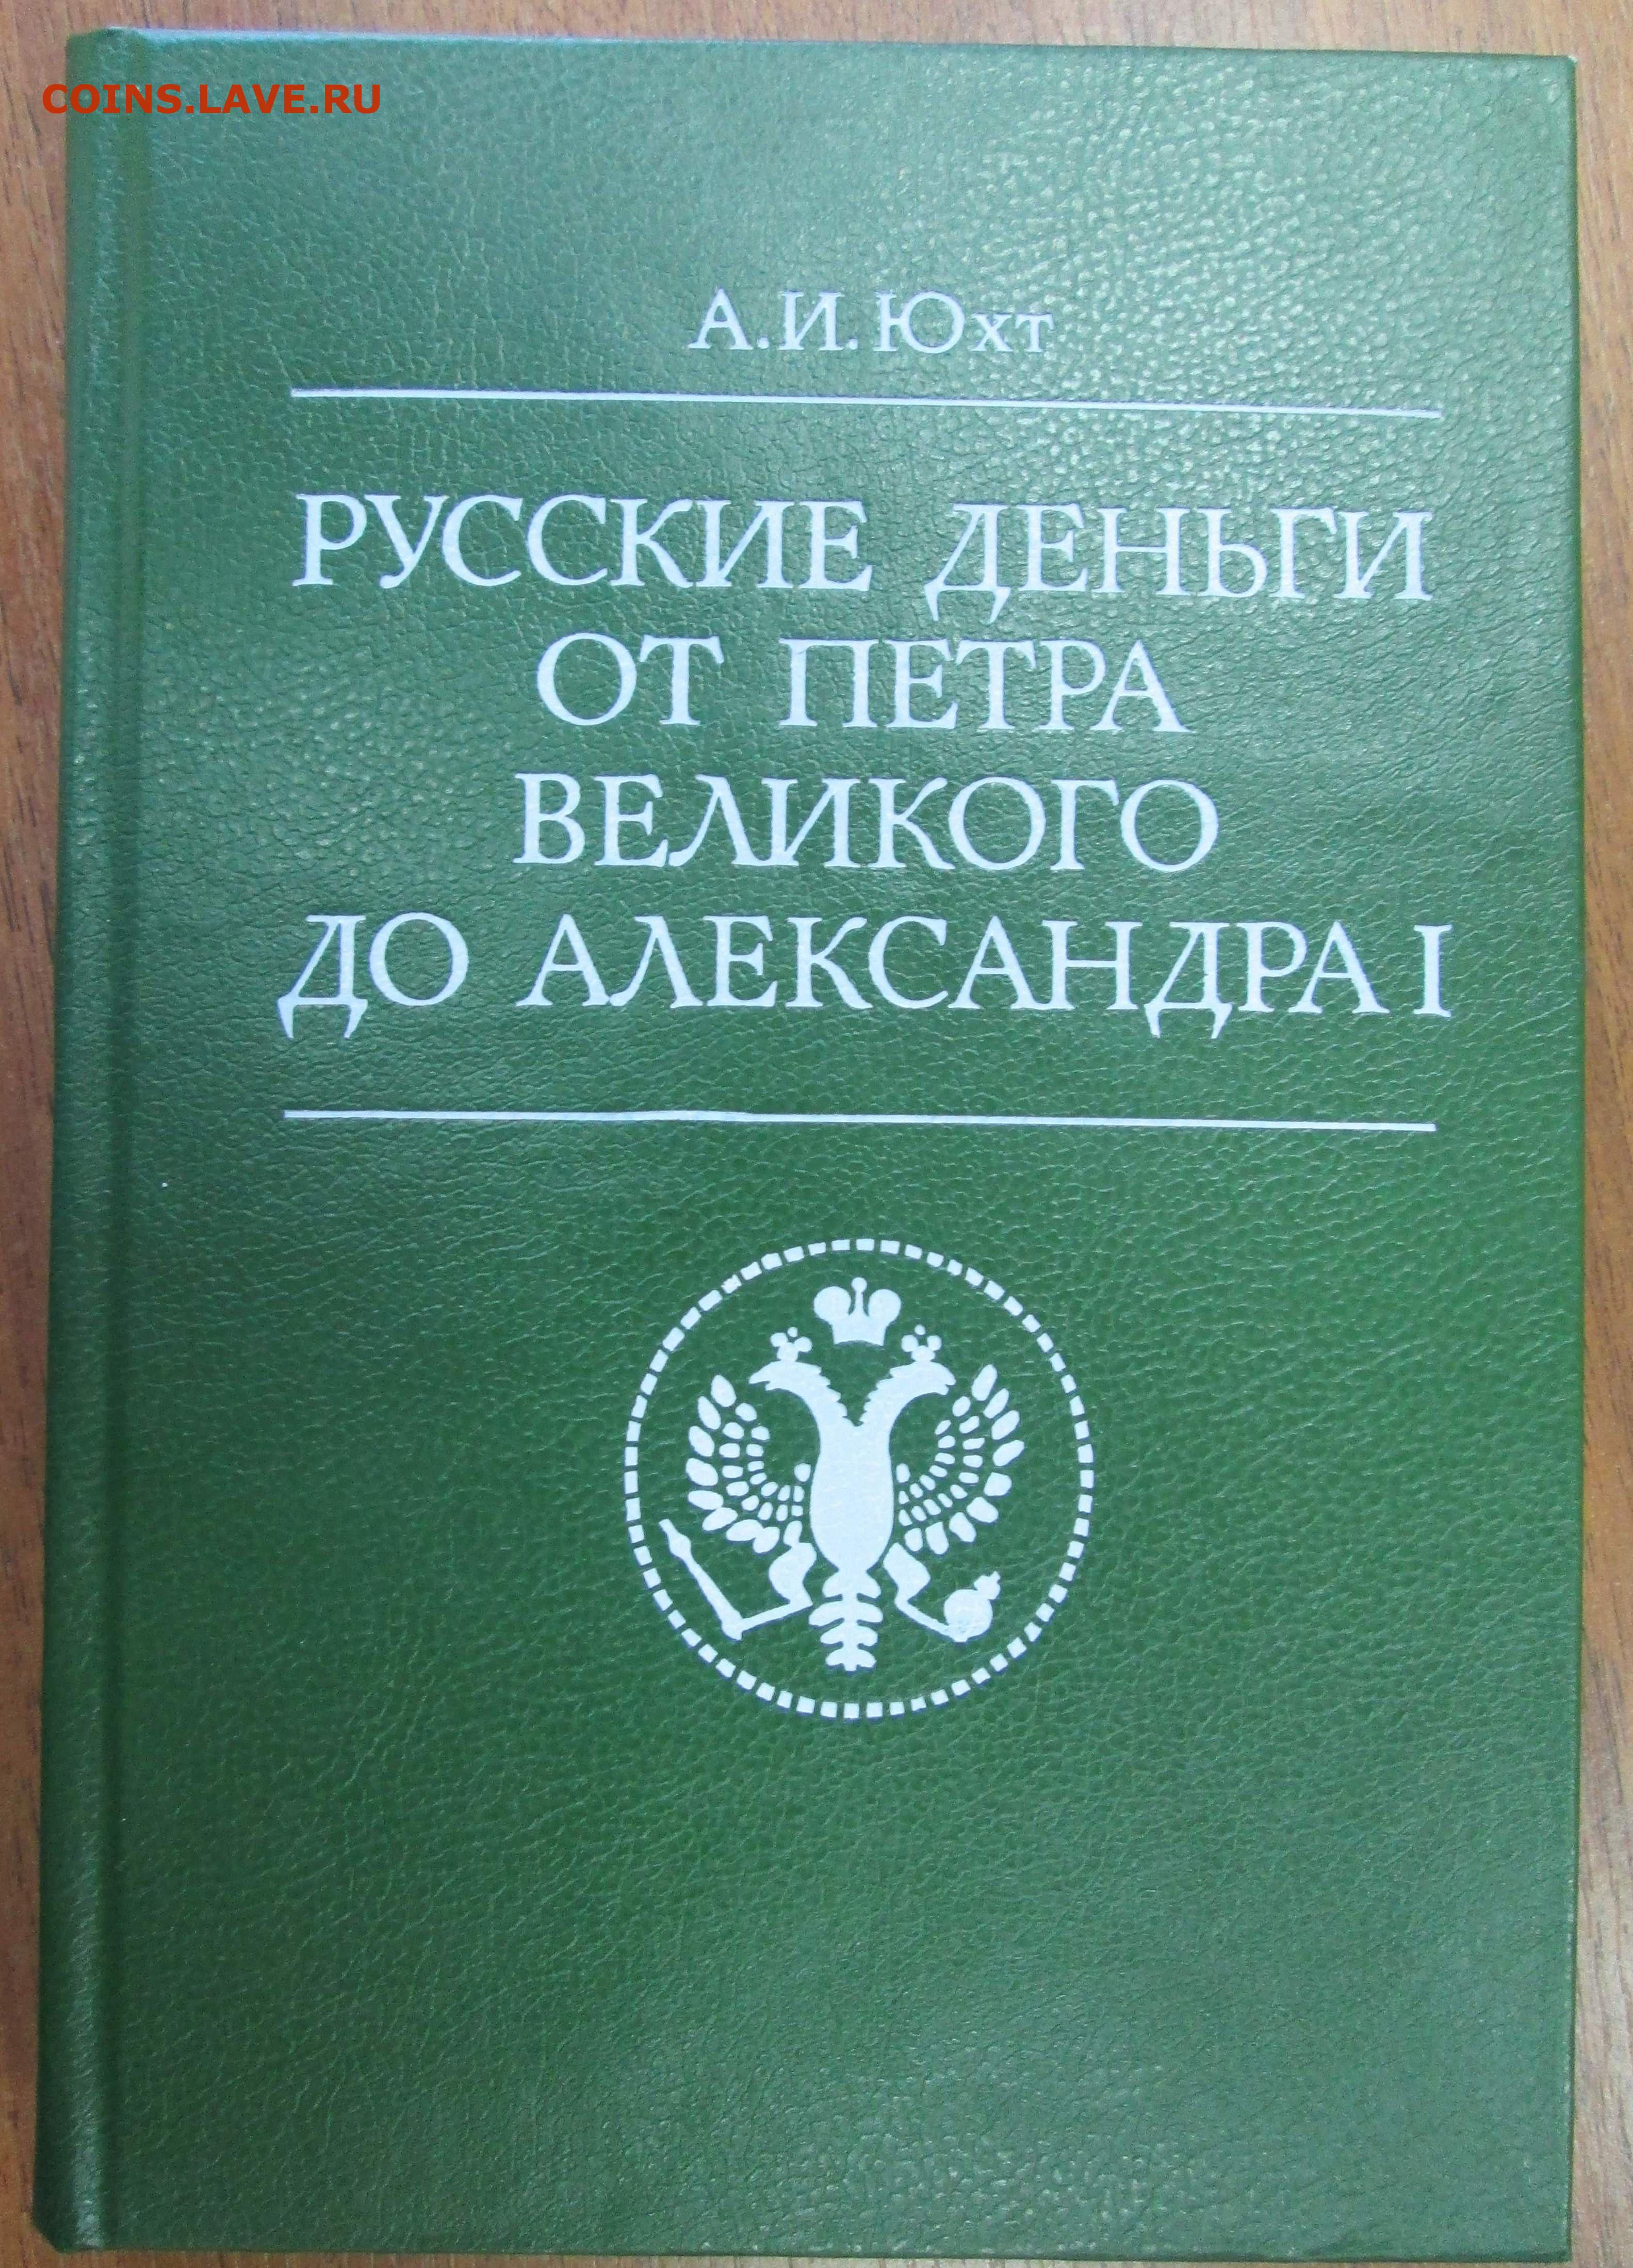 COINS.LAVE.RU
А.И.Юхт
РУССКИЕ ДЕНЬГИ
ОТ ПЕТРА
ВЕЛИКОГО
ДО АЛЕКСАНДРА I